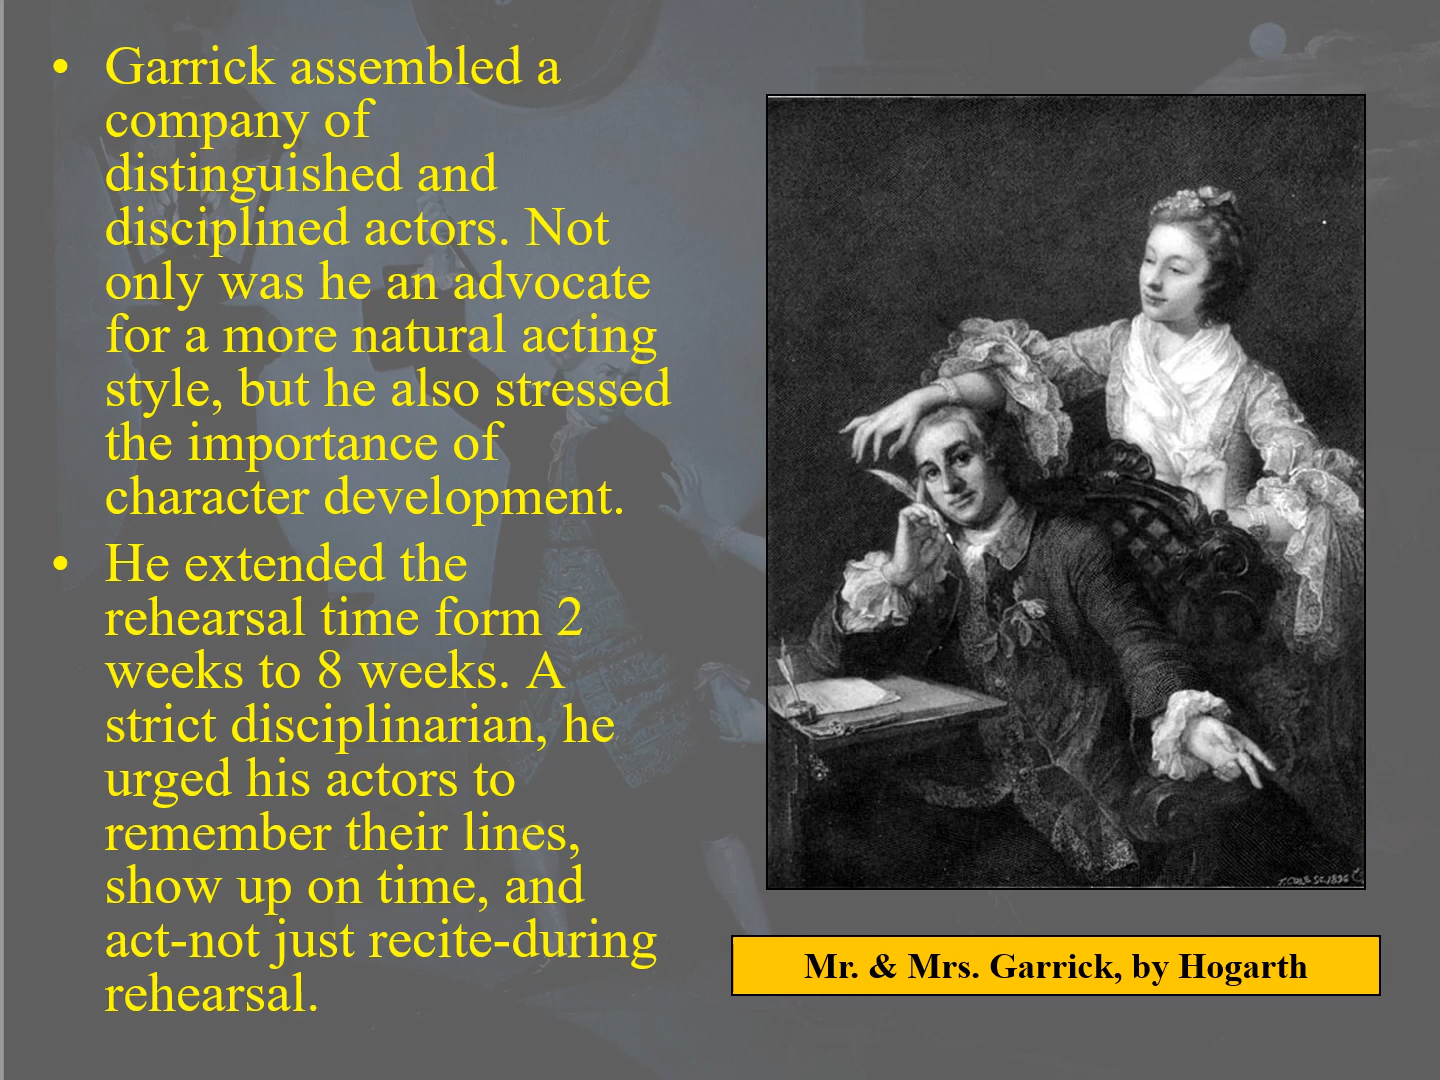 • Garrick assembled a
company of
distinguished and
disciplined actors. Not
only was he an advocate
for a more natural acting
style, but he also stressed
the importance of
character development.
• He extended the
rehearsal time form 2
weeks to 8 weeks. A
strict disciplinarian, he
urged his actors to
remember their lines,
show up on time, and
act-not just recite-during
rehearsal.
Mr. & Mrs. Garrick, by Hogarth